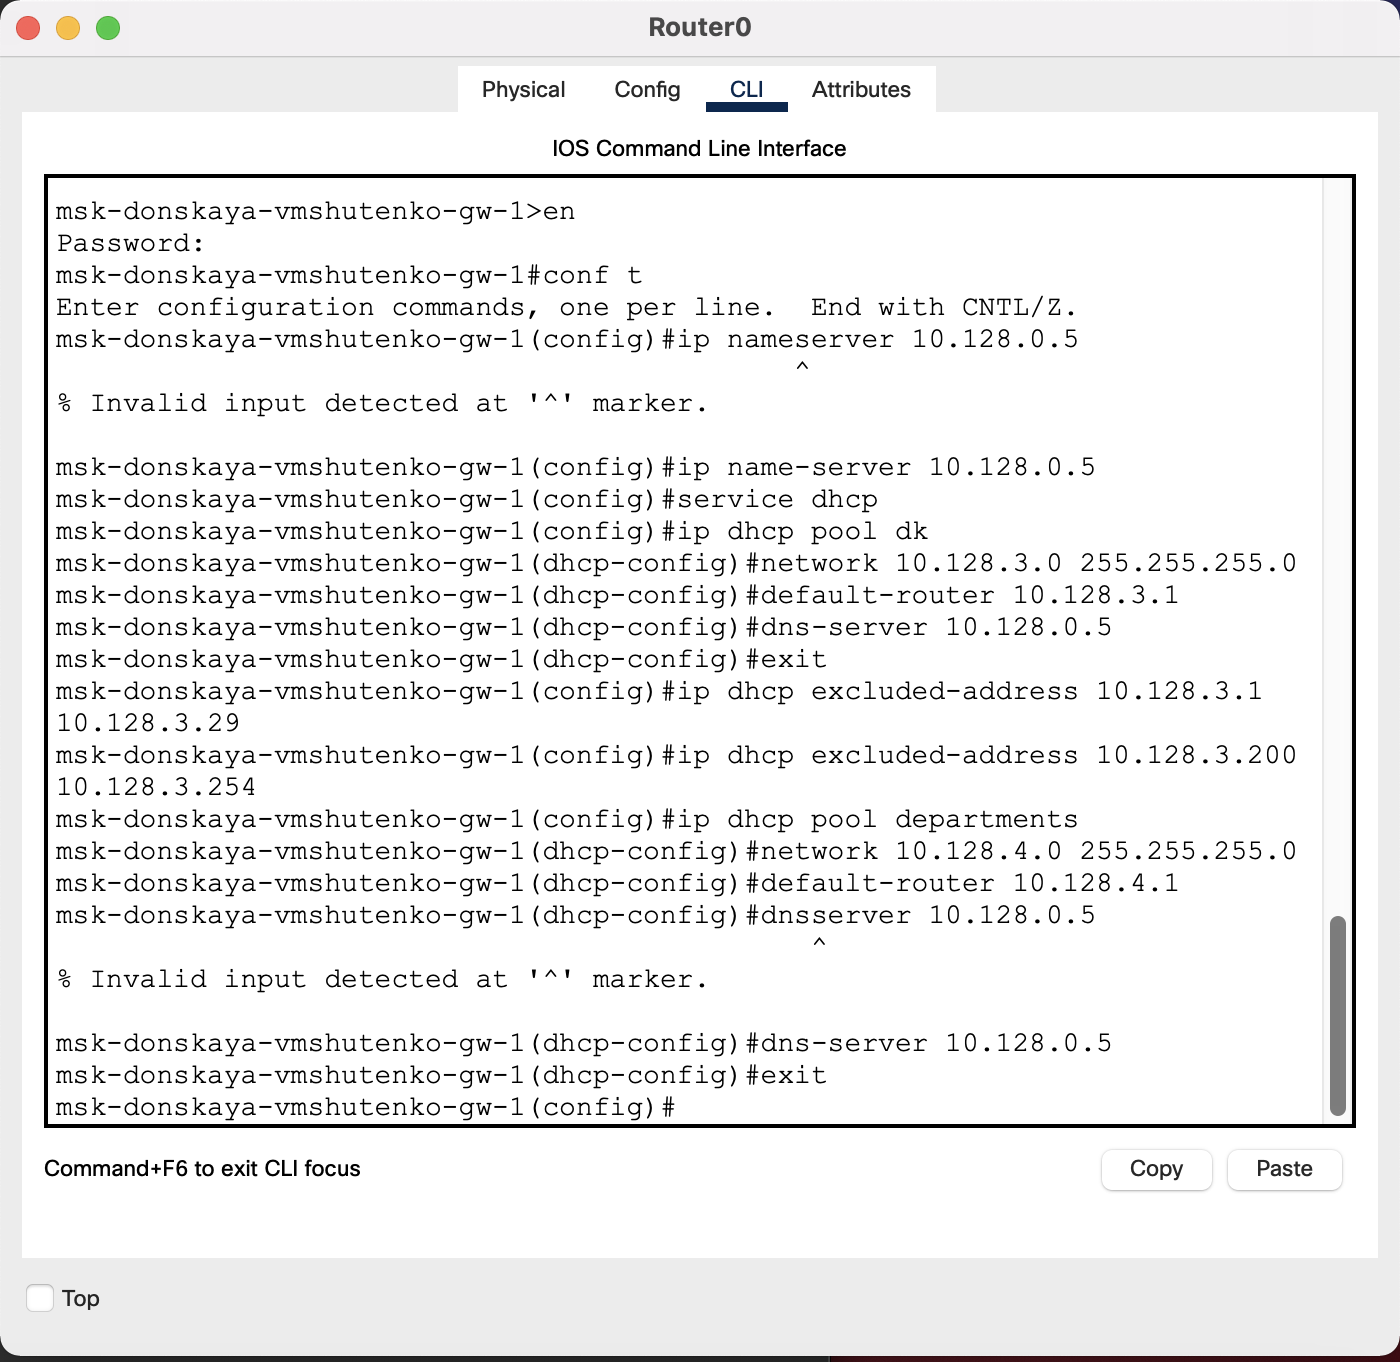 Router0
Physical Config CLI Attributes
IOS Command Line Interface
msk-donskaya-vmshutenko-gw-1>en
Password:
msk-donskaya-vmshutenko-gw-1#conf t
Enter configuration commands, one per line.  End with CNTL/Z.
msk-donskaya-vmshutenko-gw-1(config)#ip nameserver 10.128.0.5
^
% Invalid input detected at '^' marker.
msk-donskaya-vmshutenko-gw-1(config)#ip name-server 10.128.0.5
msk-donskaya-vmshutenko-gw-1(config)#service dhcp
msk-donskaya-vmshutenko-gw-1(config)#ip dhcp pool dk
msk-donskaya-vmshutenko-gw-1(dhcp-config)#network 10.128.3.0 255.255.255.0
msk-donskaya-vmshutenko-gw-1(dhcp-config)#default-router 10.128.3.1
msk-donskaya-vmshutenko-gw-1(dhcp-config)#dns-server 10.128.0.5
msk-donskaya-vmshutenko-gw-1(dhcp-config)#exit
msk-donskaya-vmshutenko-gw-1(config)#ip dhcp excluded-address 10.128.3.1
10.128.3.29
msk-donskaya-vmshutenko-gw-1(config)#ip dhcp excluded-address 10.128.3.200
10.128.3.254
msk-donskaya-vmshutenko-gw-1(config)#ip dhcp pool departments
msk-donskaya-vmshutenko-gw-1(dhcp-config)#network 10.128.4.0 255.255.255.0
msk-donskaya-vmshutenko-gw-1(dhcp-config)#default-router 10.128.4.1
msk-donskaya-vmshutenko-gw-1(dhcp-config)#dnsserver 10.128.0.5
^
% Invalid input detected at '^' marker.
msk-donskaya-vmshutenko-gw-1(dhcp-config)#dns-server 10.128.0.5
msk-donskaya-vmshutenko-gw-1(dhcp-config)#exit
msk-donskaya-vmshutenko-gw-1(config)#
Command+F6 to exit CLI focus
Copy Paste
Top